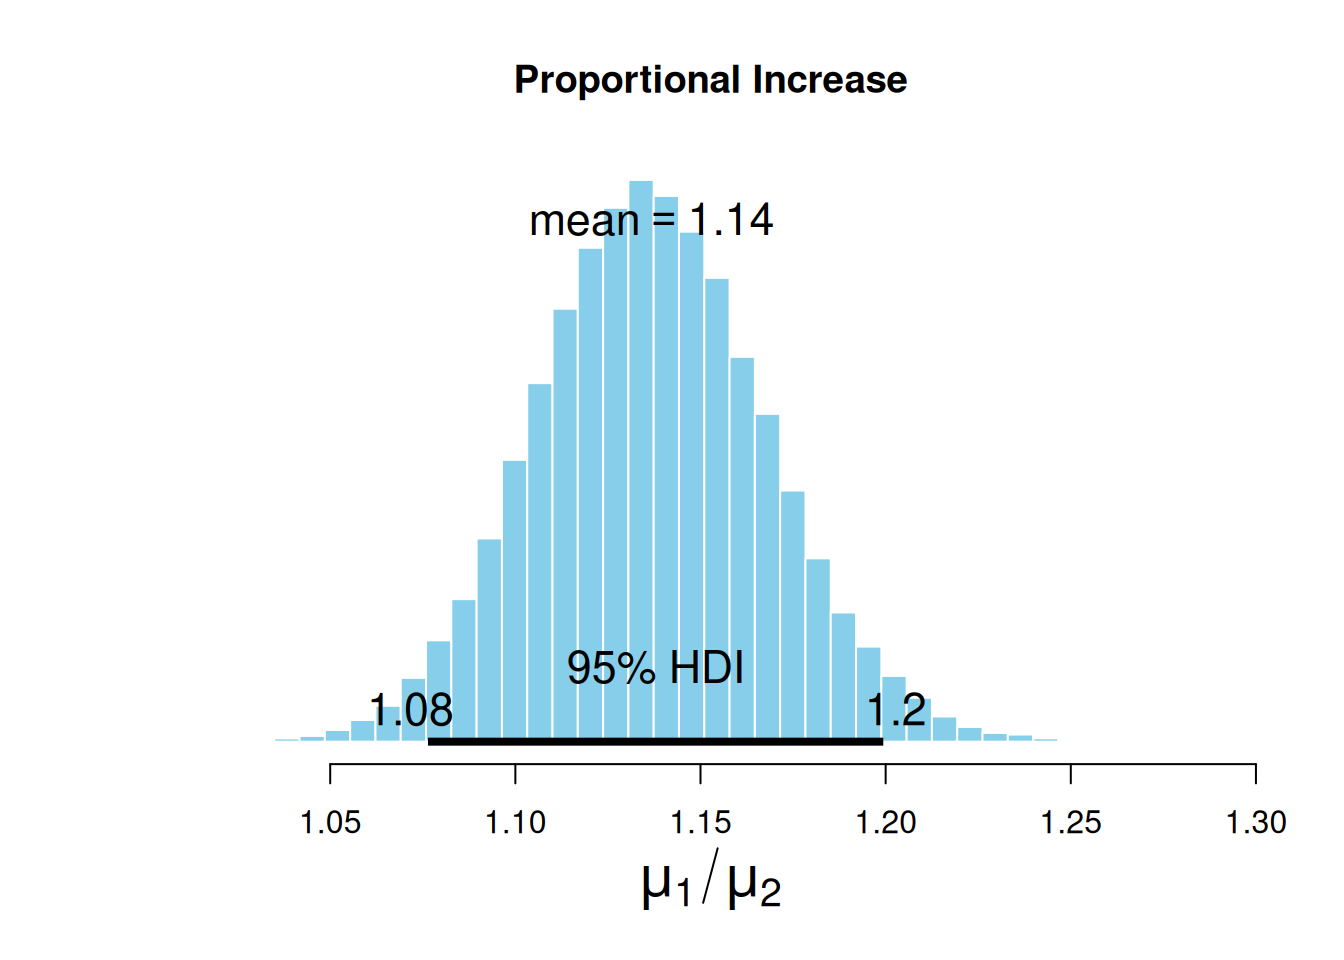 Proportional Increase
mean = 1.14
95% HDI
1.08 1.2
1.05 1.10 1.15 1.20 1.25 1.30
μ₁/μ₂